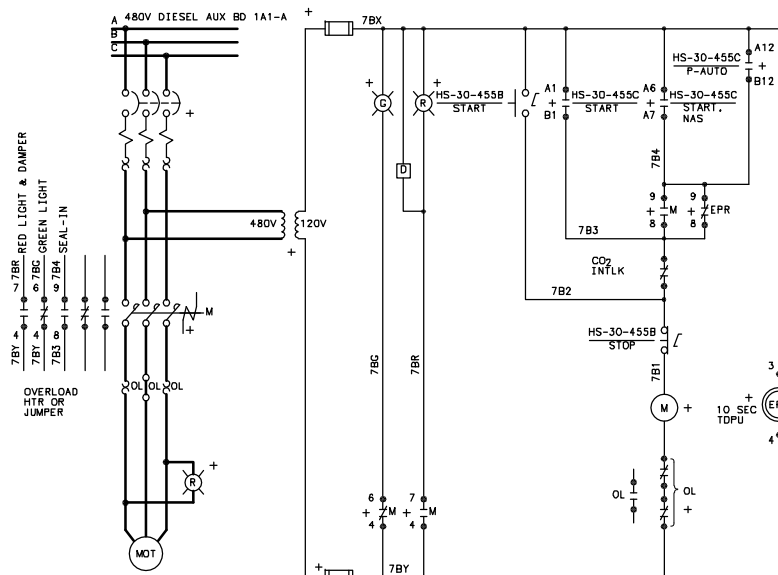 A 480V DIESEL AUX BD 1A1-A
B
C
+
7BX
A12
HS-30-455C
P-AUTO
+
B12
+
G
+
R
+
HS-30-455B
START
A1
HS-30-455C
START
B1
A6
HS-30-455C
START,
NAS
A7
+
7B4
D
RED LIGHT & DAMPER
GREEN LIGHT
SEAL-IN
480V
120V
+
9
+ M
8
9
+ EPR
8
7B3
7BR
7BG
7B4
7
6
9
CO2
INTLK
7B2
M
+
4
4
8
7BY
7BY
7B3
HS-30-455B
STOP
7B1
7BG
7BR
OVERLOAD
HTR OR
JUMPER
OL
OL
OL
M +
10 SEC
TDPU
+
3
4
+
R
OL
OL
+
6
+ M
4
7
+ M
4
MOT
+
7BY